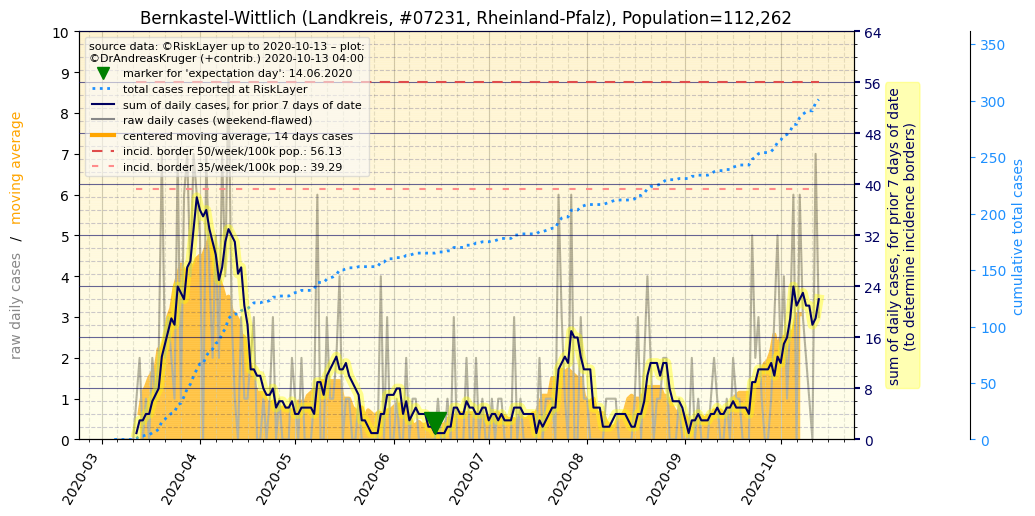 Bernkastel-Wittlich (Landkreis, #07231, Rheinland-Pfalz), Population=112,262
source data: ©RiskLayer up to 2020-10-13 – plot:
©DrAndreasKruger (+contrib.) 2020-10-13 04:00
marker for 'expectation day': 14.06.2020
total cases reported at RiskLayer
sum of daily cases, for prior 7 days of date
raw daily cases (weekend-flawed)
centered moving average, 14 days cases
incid. border 50/week/100k pop.: 56.13
incid. border 35/week/100k pop.: 39.29
raw daily cases / moving average
10
9
8
7
6
5
4
3
2
1
0
64
56
48
40
32
24
16
8
0
sum of daily cases, for prior 7 days of date
(to determine incidence borders)
350
300
250
200
150
100
50
0
cumulative total cases
2020-03
2020-04
2020-05
2020-06
2020-07
2020-08
2020-09
2020-10